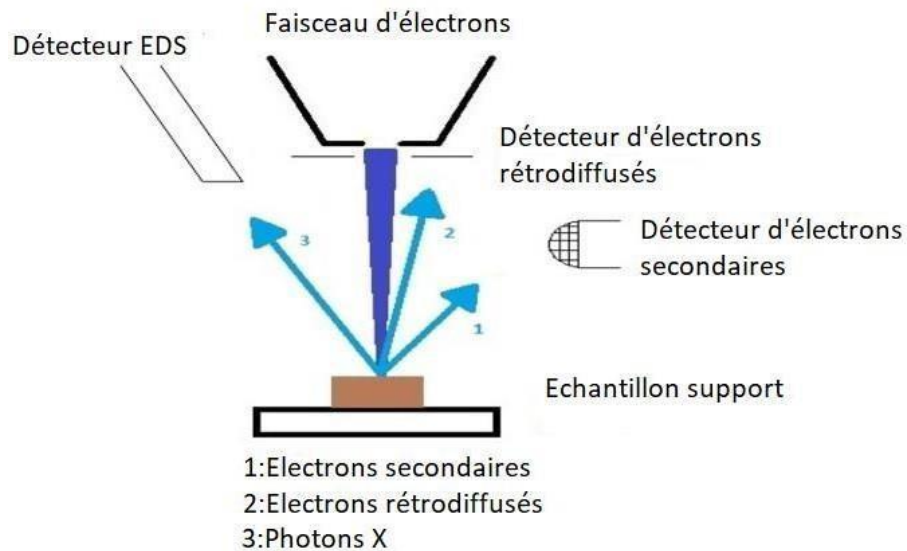 Faisceau d'électrons
Détecteur EDS
Détecteur d'électrons
rétrodiffusés
3
2
Détecteur d'électrons
secondaires
1
Echantillon support
1:Electrons secondaires
2:Electrons rétrodiffusés
3:Photons X